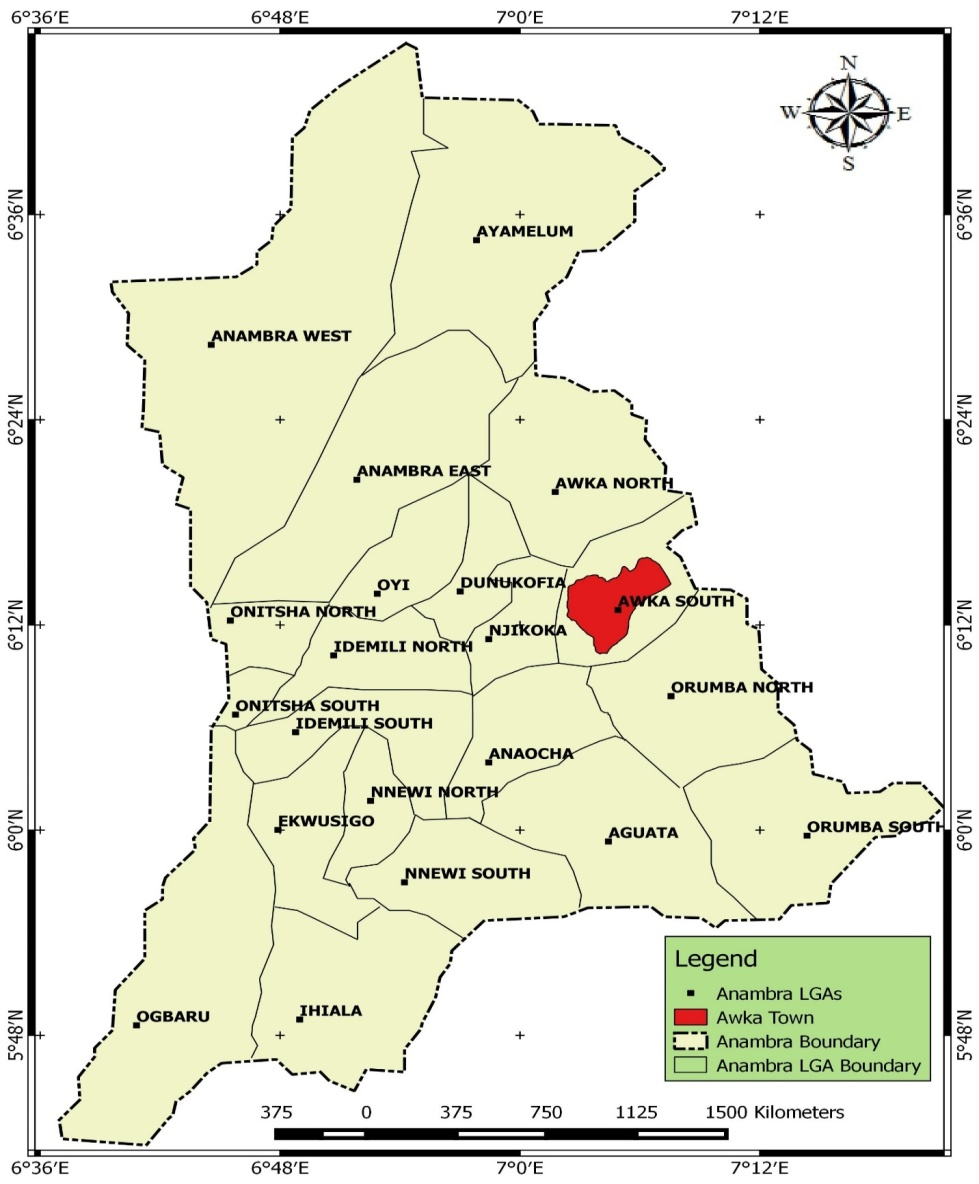 6°36'E 6°48'E 7°0'E 7°12'E
N
W E
S
6°36'N 6°36'N
AYAMELUM
ANAMBRA WEST
6°24'N 6°24'N
ANAMBRA EAST
AWKA NORTH
OYI
DUNUKOFIA
AWKA SOUTH
ONITSHA NORTH
6°12'N 6°12'N
NJIKOKA
IDEMILI NORTH
ORUMBA NORTH
ONITSHA SOUTH
IDEMILI SOUTH
ANAOCHA
NNEWI NORTH
EKWUSIGO
AGUATA
ORUMBA SOUTH
6°0'N 6°0'N
NNEWI SOUTH
Legend
Anambra LGAs
Awka Town
Anambra Boundary
Anambra LGA Boundary
OGBARU
IHIALA
5°48'N 5°48'N
375 0 375 750 1125 1500 Kilometers
6°36'E 6°48'E 7°0'E 7°12'E